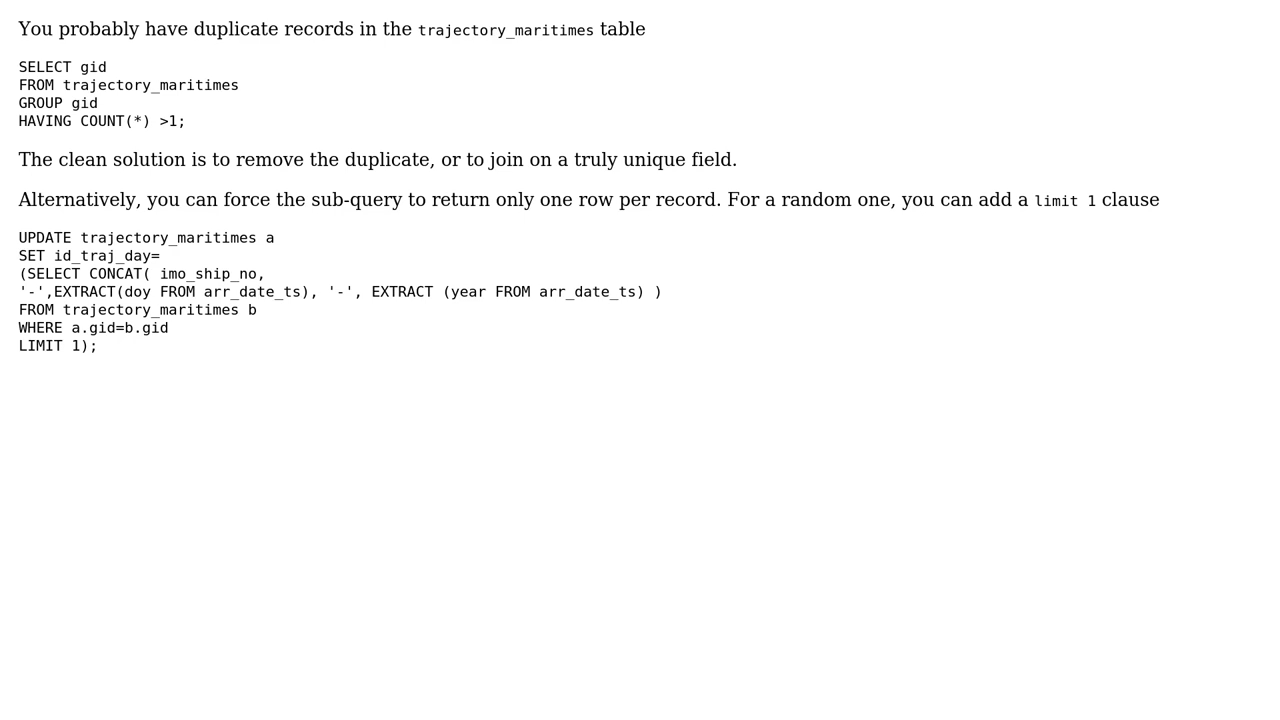 You probably have duplicate records in the trajectory_maritimes table
SELECT gid
FROM trajectory_maritimes
GROUP gid
HAVING COUNT(*) >1;
The clean solution is to remove the duplicate, or to join on a truly unique field.
Alternatively, you can force the sub-query to return only one row per record. For a random one, you can add a limit 1 clause
UPDATE trajectory_maritimes a
SET id_traj_day=
(SELECT CONCAT( imo_ship_no,
'-',EXTRACT(doy FROM arr_date_ts), '-', EXTRACT (year FROM arr_date_ts) )
FROM trajectory_maritimes b
WHERE a.gid=b.gid
LIMIT 1);